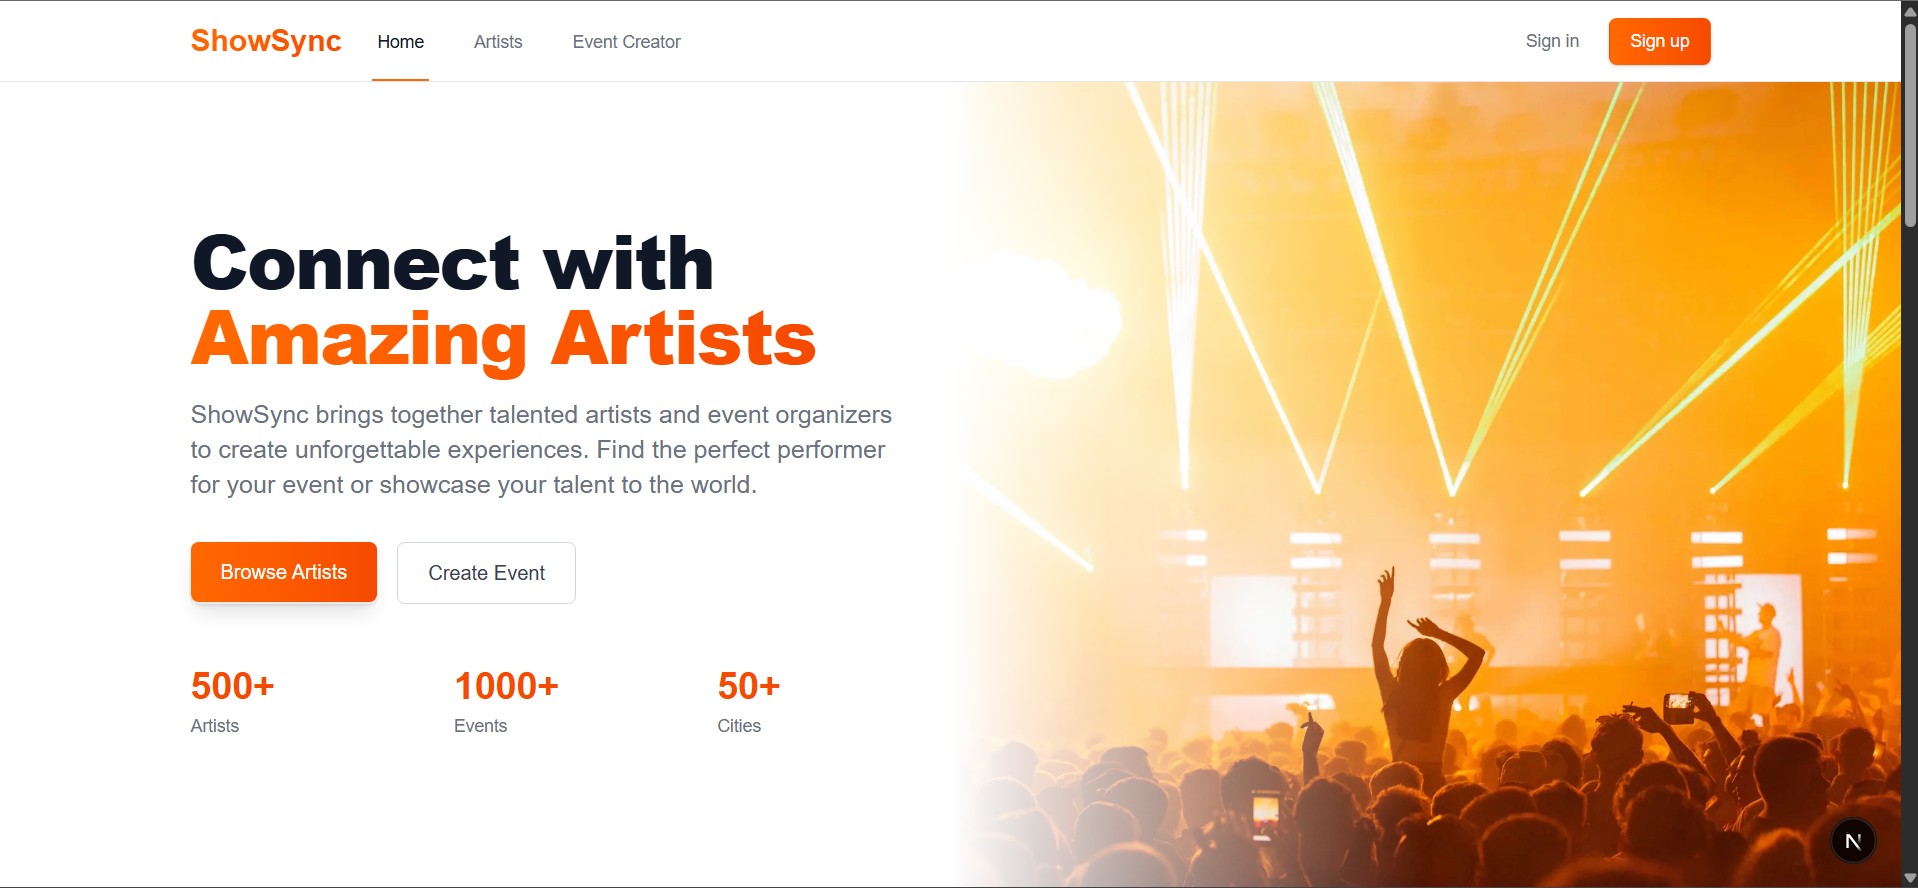 ShowSync
Home
Artists
Event Creator
Sign in
Sign up
Connect with
Amazing Artists
ShowSync brings together talented artists and event organizers
to create unforgettable experiences. Find the perfect performer
for your event or showcase your talent to the world.
Browse Artists
Create Event
500+
Artists
1000+
Events
50+
Cities
N